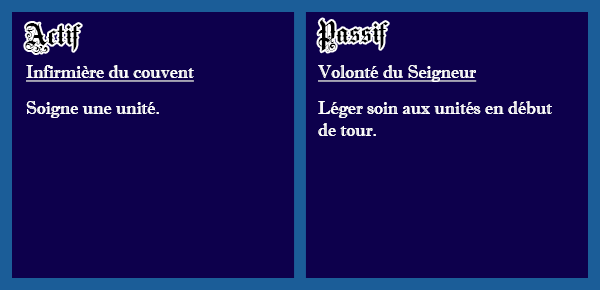 Actif
Infirmière du couvent
Soigne une unité.
Passif
Volonté du Seigneur
Léger soin aux unités en début
de tour.